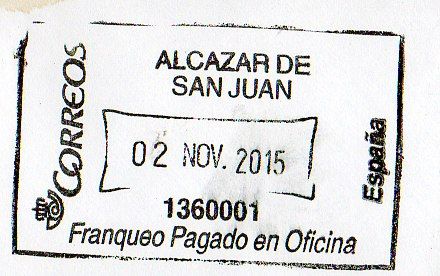 CORREOS
ALCAZAR DE
SAN JUAN
02 NOV. 2015
1360001
Franqueo Pagado en Oficina
España